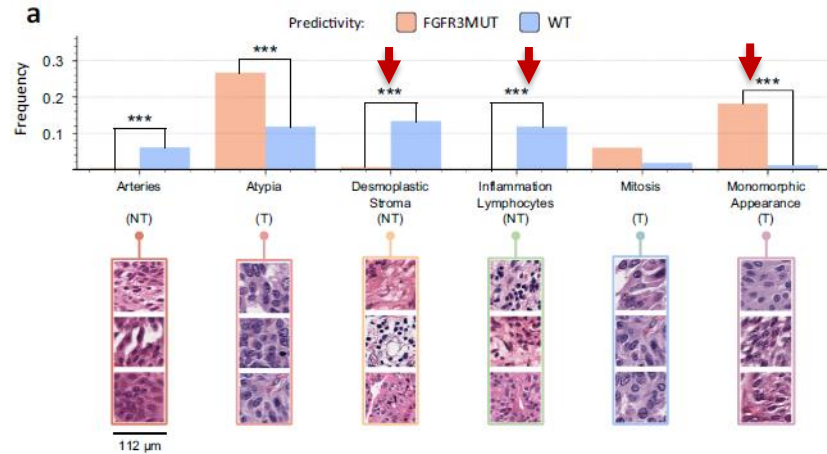 a
Predictivity: FGFR3MUT WT
Frequency
0.3
0.2
0.1
*** *** *** *** ***
Arteries Atypia Desmoplastic Stroma Inflammation Lymphocytes Mitosis Monomorphic Appearance
(NT) (T) (NT) (NT) (T) (T)
112 µm